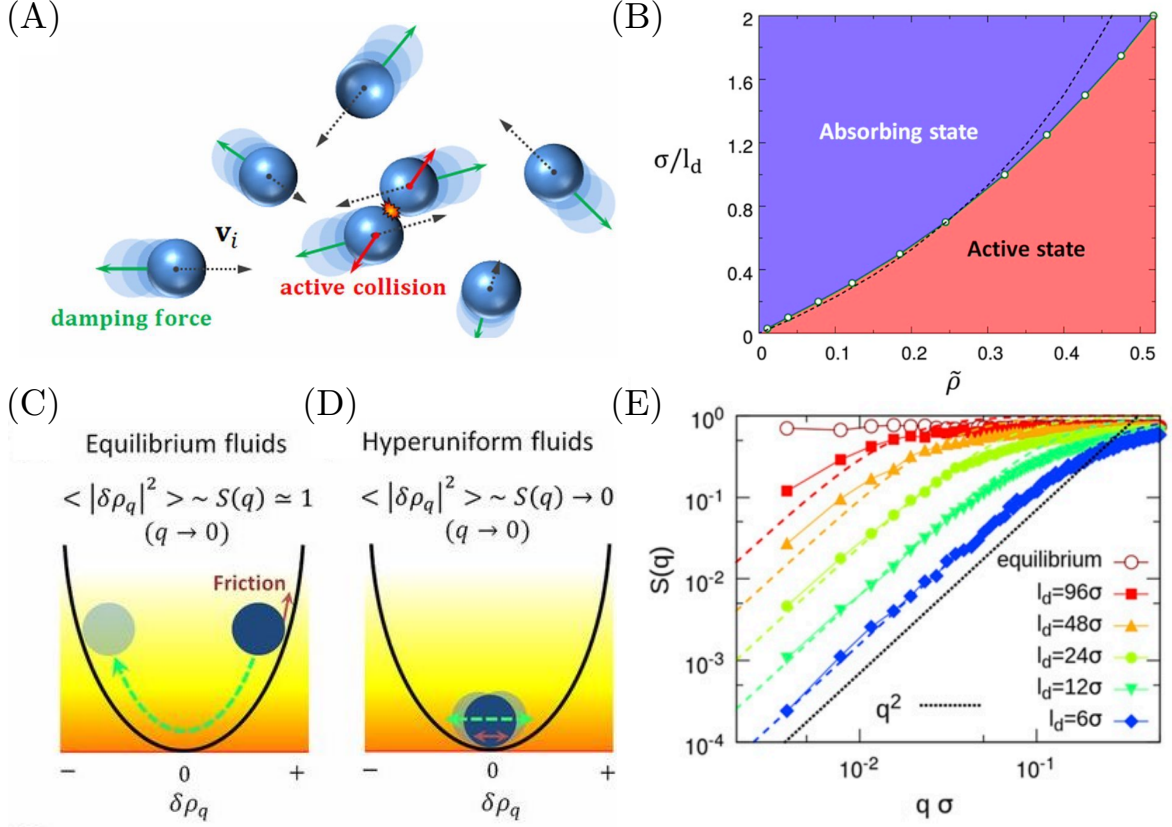 (A)
v_i
active collision
damping force
(B)
2
1.6
1.2
0.8
0.4
0
σ/l_d
Absorbing state
Active state
0 0.1 0.2 0.3 0.4 0.5
ρ̃
(C)
Equilibrium fluids
< |δρ_q|^2 > ~ S(q) ≃ 1
(q → 0)
Friction
− 0 +
δρ_q
(D)
Hyperuniform fluids
< |δρ_q|^2 > ~ S(q) → 0
(q → 0)
− 0 +
δρ_q
(E)
10^0
10^-1
10^-2
10^-3
10^-4
S(q)
equilibrium
l_d=96σ
l_d=48σ
l_d=24σ
l_d=12σ
l_d=6σ
q^2
10^-2 10^-1
q σ